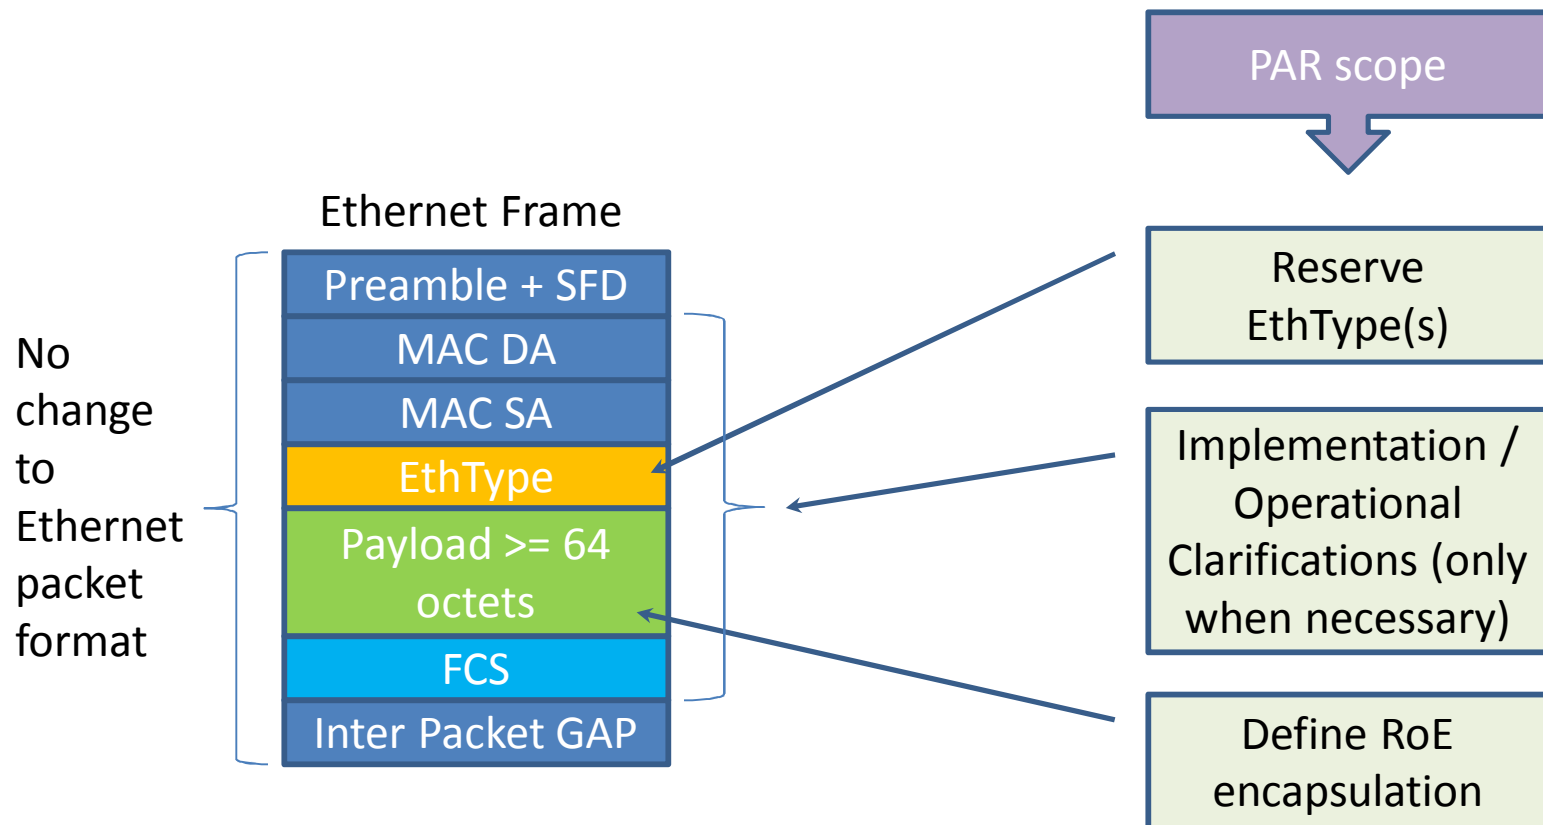 PAR scope
Ethernet Frame
No
change
to
Ethernet
packet
format
Preamble + SFD
MAC DA
MAC SA
EthType
Payload >= 64
octets
FCS
Inter Packet GAP
Reserve
EthType(s)
Implementation /
Operational
Clarifications (only
when necessary)
Define RoE
encapsulation